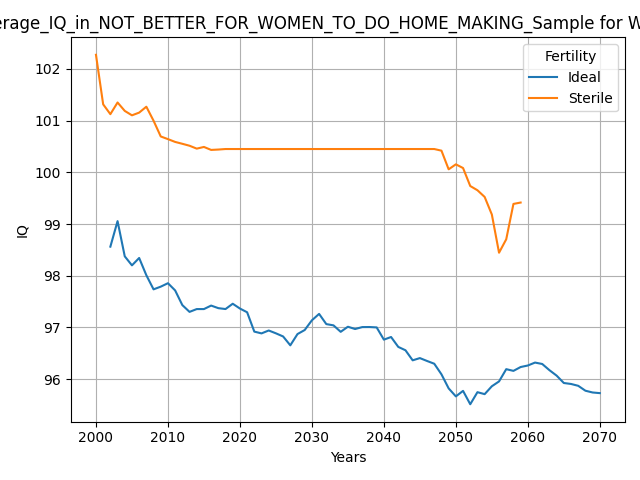 erage_IQ_in_NOT_BETTER_FOR_WOMEN_TO_DO_HOME_MAKING_Sample for W
Fertility
Ideal
Sterile
IQ
102
101
100
99
98
97
96
2000 2010 2020 2030 2040 2050 2060 2070
Years